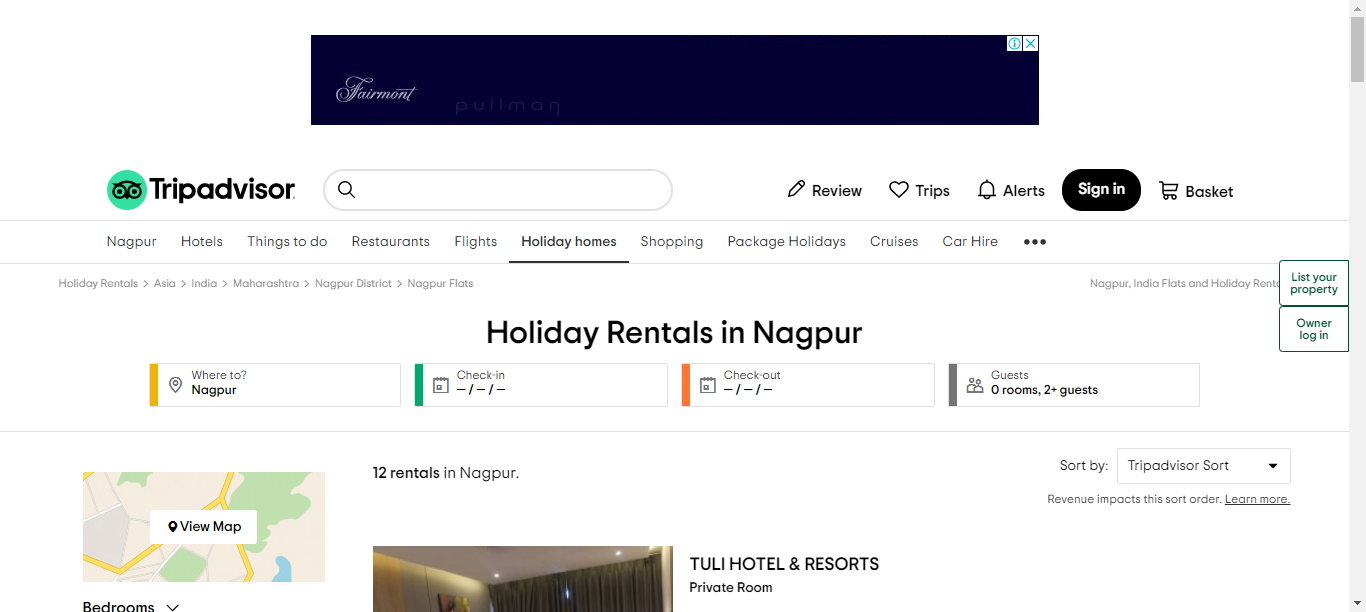 Fairmont
pullman
Tripadvisor
Review
Trips
Alerts
Sign in
Basket
Nagpur
Hotels
Things to do
Restaurants
Flights
Holiday homes
Shopping
Package Holidays
Cruises
Car Hire
Holiday Rentals > Asia > India > Maharashtra > Nagpur District > Nagpur Flats
Nagpur, India Flats and Holiday
List your
property
Owner
log in
Holiday Rentals in Nagpur
Where to?
Nagpur
Check-in
–/–/–
Check-out
–/–/–
Guests
0 rooms, 2+ guests
View Map
Bedrooms
12 rentals in Nagpur.
Sort by: Tripadvisor Sort
Revenue impacts this sort order. Learn more.
TULI HOTEL & RESORTS
Private Room